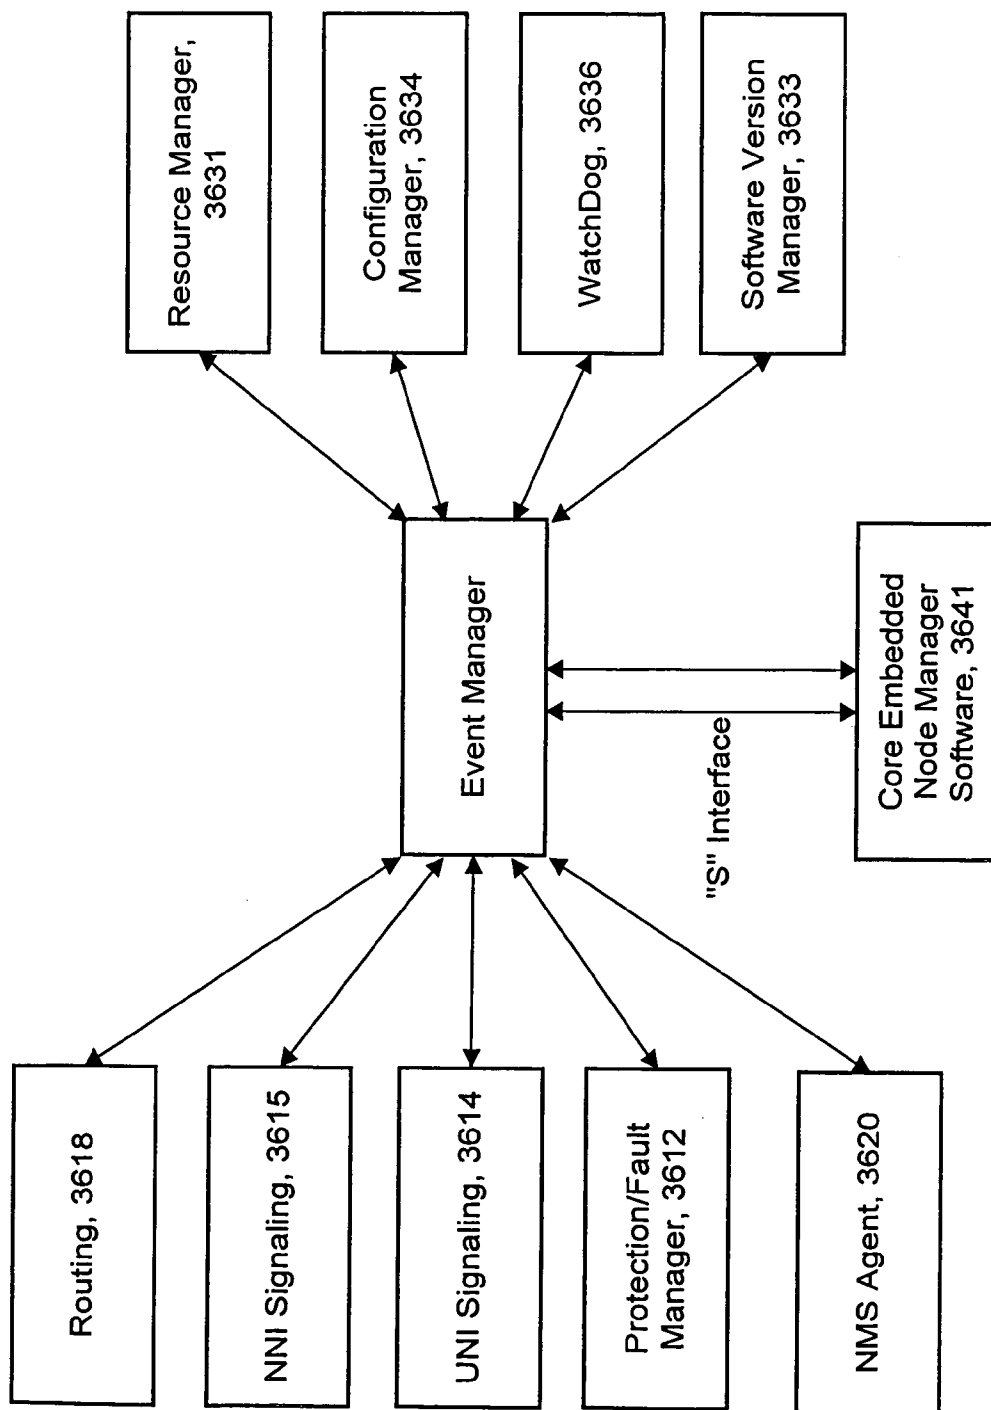 Routing, 3618
NNI Signaling, 3615
UNI Signaling, 3614
Protection/Fault
Manager, 3612
NMS Agent, 3620
Event Manager
"S" Interface
Core Embedded
Node Manager
Software, 3641
Resource Manager,
3631
Configuration
Manager, 3634
WatchDog, 3636
Software Version
Manager, 3633